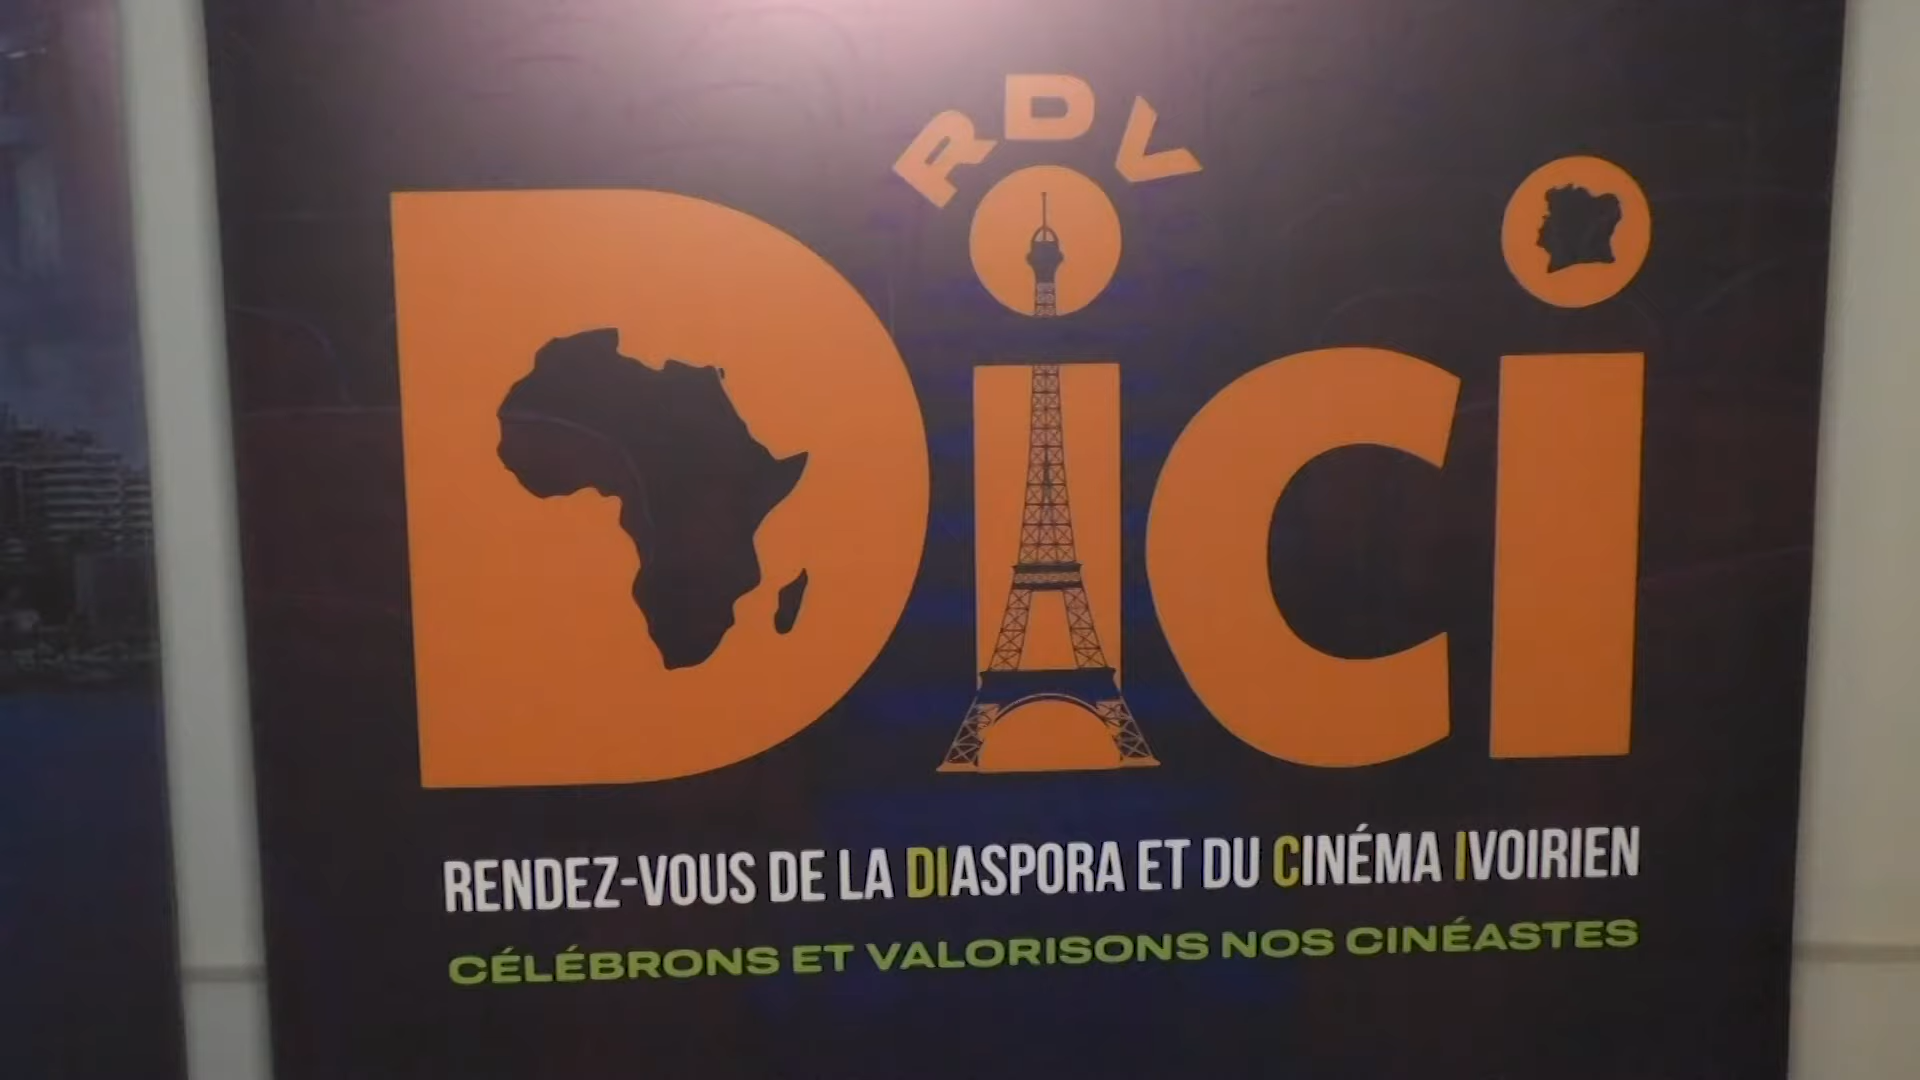 RDV
Dici
RENDEZ-VOUS DE LA DIASPORA ET DU CINÉMA IVOIRIEN
CÉLÉBRONS ET VALORISONS NOS CINÉASTES